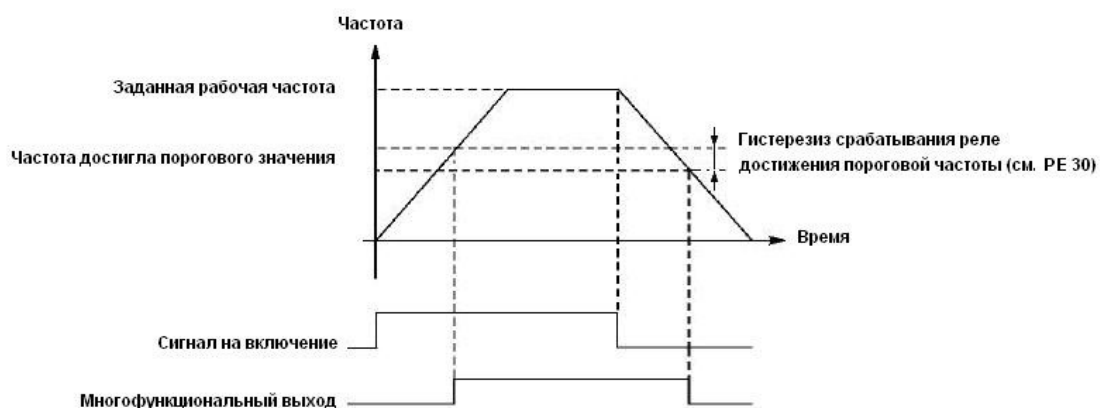 Частота
Заданная рабочая частота
Гистерезиз срабатывания реле
Частота достигла порогового значения
достижения пороговой частоты (см. PE 30)
Время
Сигнал на включение
Многофункциональный выход